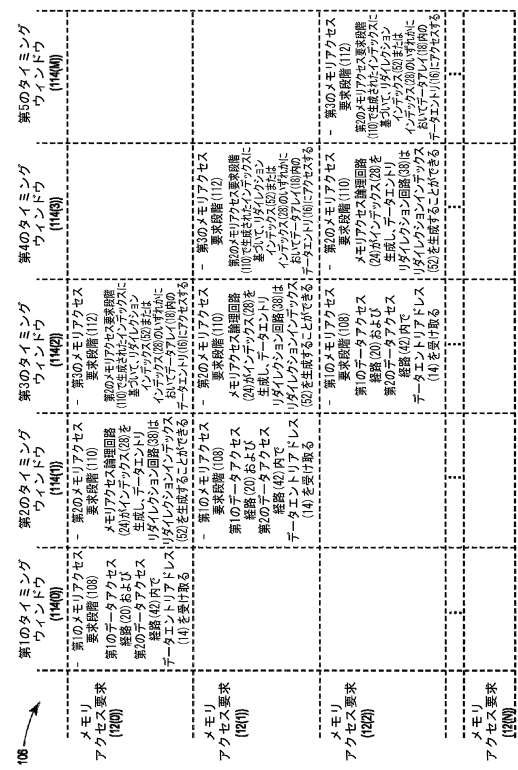 106
第1のタイミング
ウィンドウ
(114(0))
第2のタイミング
ウィンドウ
(114(1))
第3のタイミング
ウィンドウ
(114(2))
第4のタイミング
ウィンドウ
(114(3))
第5のタイミング
ウィンドウ
(114(M))
メモリ
アクセス要求
(12(0))
- 第1のメモリアクセス
要求段階(108)
第1のデータアクセス
経路(20)および
第2のデータアクセス
経路(42)内で
データエントリアドレス
(14)を受け取る
- 第2のメモリアクセス
要求段階(110)
メモリアクセス論理回路
(24)がインデックス(28)を
生成し、データエントリ
リダイレクション回路(38)は
リダイレクションインデックス
(52)を生成することができる
- 第3のメモリアクセス
要求段階(112)
第2のメモリアクセス要求段階
(110)で生成されたインデックスに
基づいて、リダイレクション
インデックス(52)または
インデックス(28)のいずれかに
おいてデータアレイ(18)内の
データエントリ(16)にアクセスする
メモリ
アクセス要求
(12(1))
- 第1のメモリアクセス
要求段階(108)
第1のデータアクセス
経路(20)および
第2のデータアクセス
経路(42)内で
データエントリアドレス
(14)を受け取る
- 第2のメモリアクセス
要求段階(110)
メモリアクセス論理回路
(24)がインデックス(28)を
生成し、データエントリ
リダイレクション回路(38)は
リダイレクションインデックス
(52)を生成することができる
- 第3のメモリアクセス
要求段階(112)
第2のメモリアクセス要求段階
(110)で生成されたインデックスに
基づいて、リダイレクション
インデックス(52)または
インデックス(28)のいずれかに
おいてデータアレイ(18)内の
データエントリ(16)にアクセスする
メモリ
アクセス要求
(12(2))
- 第1のメモリアクセス
要求段階(108)
第1のデータアクセス
経路(20)および
第2のデータアクセス
経路(42)内で
データエントリアドレス
(14)を受け取る
- 第2のメモリアクセス
要求段階(110)
メモリアクセス論理回路
(24)がインデックス(28)を
生成し、データエントリ
リダイレクション回路(38)は
リダイレクションインデックス
(52)を生成することができる
- 第3のメモリアクセス
要求段階(112)
第2のメモリアクセス要求段階
(110)で生成されたインデックスに
基づいて、リダイレクション
インデックス(52)または
インデックス(28)のいずれかに
おいてデータアレイ(18)内の
データエントリ(16)にアクセスする
メモリ
アクセス要求
(12(N))